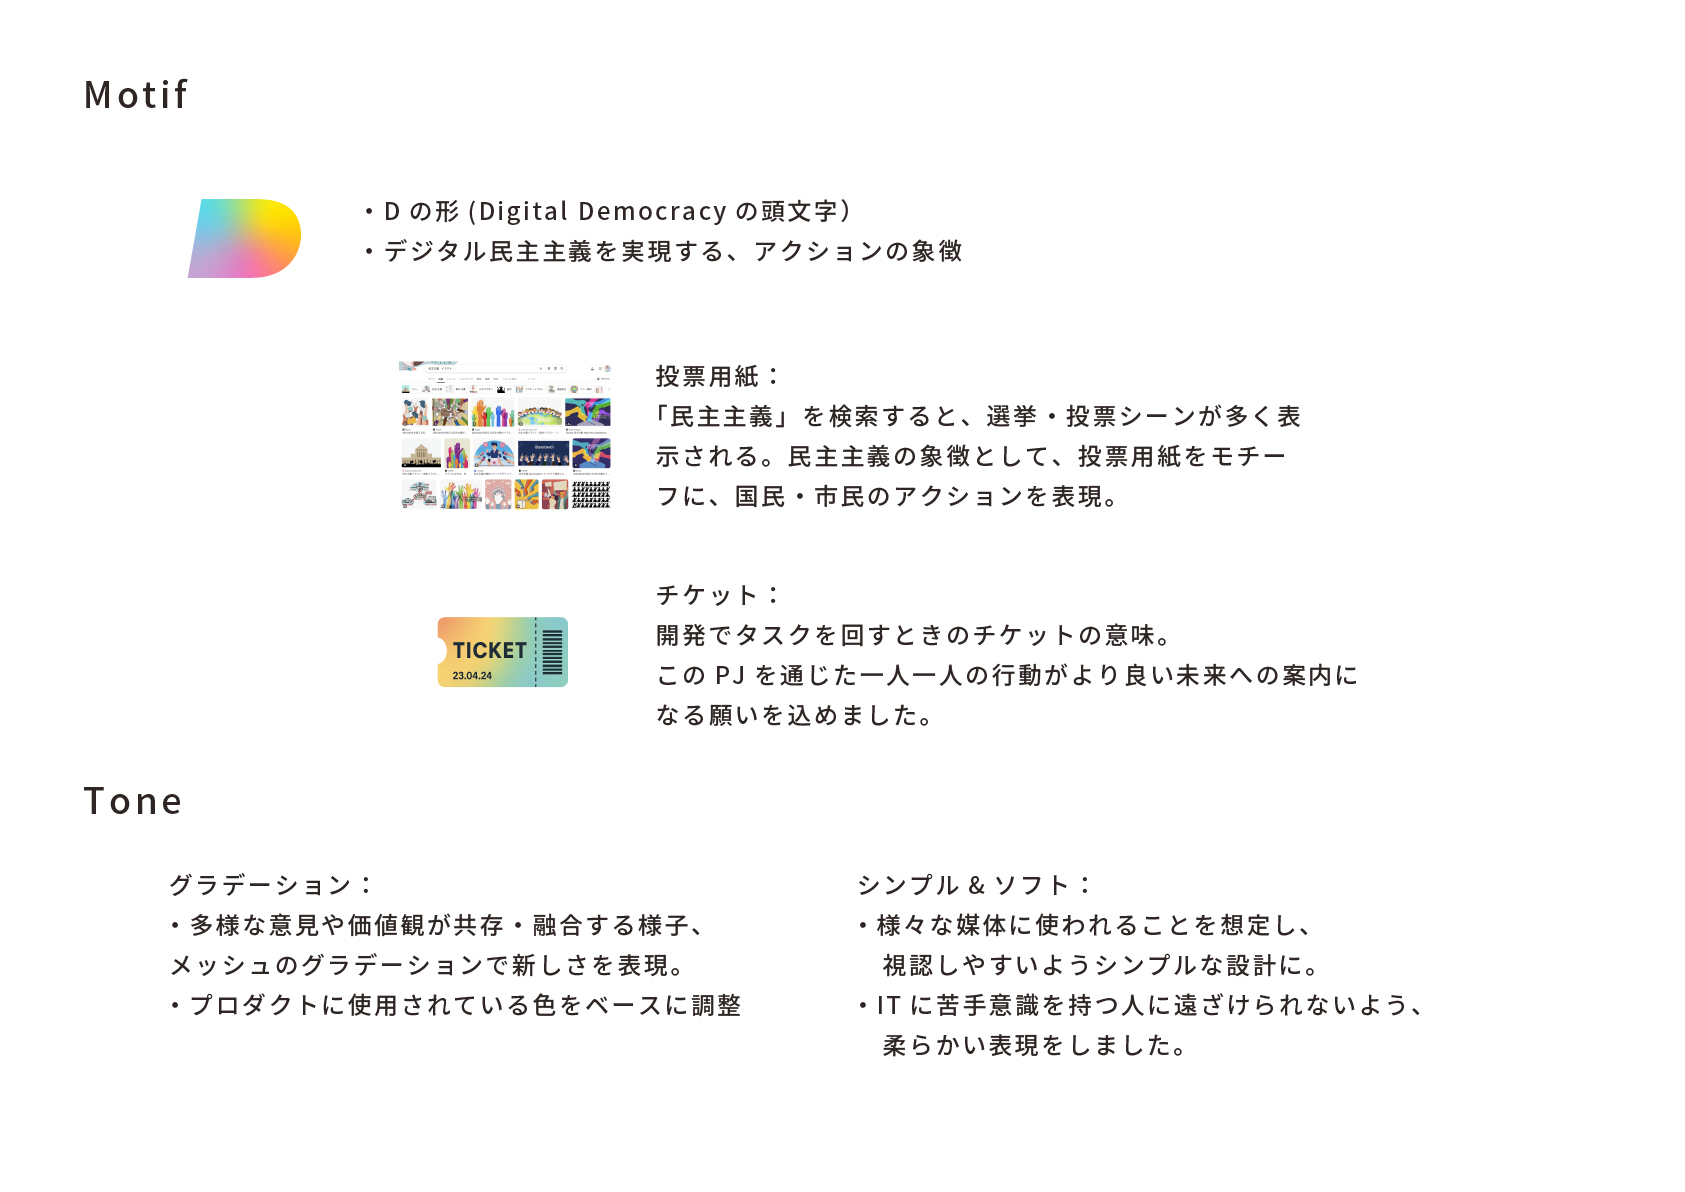 Motif
・D の形 (Digital Democracy の頭文字）
・デジタル民主主義を実現する、アクションの象徴
投票用紙：
「民主主義」を検索すると、選挙・投票シーンが多く表
示される。民主主義の象徴として、投票用紙をモチー
フに、国民・市民のアクションを表現。
TICKET
23.04.24
チケット：
開発でタスクを回すときのチケットの意味。
この PJ を通じた一人一人の行動がより良い未来への案内に
なる願いを込めました。
Tone
グラデーション：
・多様な意見や価値観が共存・融合する様子、
メッシュのグラデーションで新しさを表現。
・プロダクトに使用されている色をベースに調整
シンプル & ソフト：
・様々な媒体に使われることを想定し、
視認しやすいようシンプルな設計に。
・IT に苦手意識を持つ人に遠ざけられないよう、
柔らかい表現をしました。